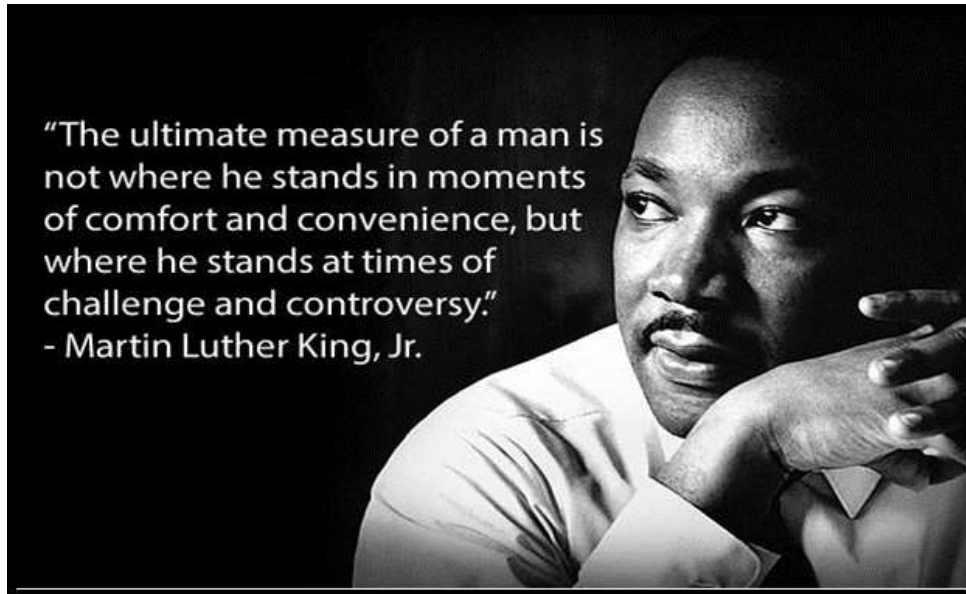 “The ultimate measure of a man is
not where he stands in moments
of comfort and convenience, but
where he stands at times of
challenge and controversy.”
- Martin Luther King, Jr.